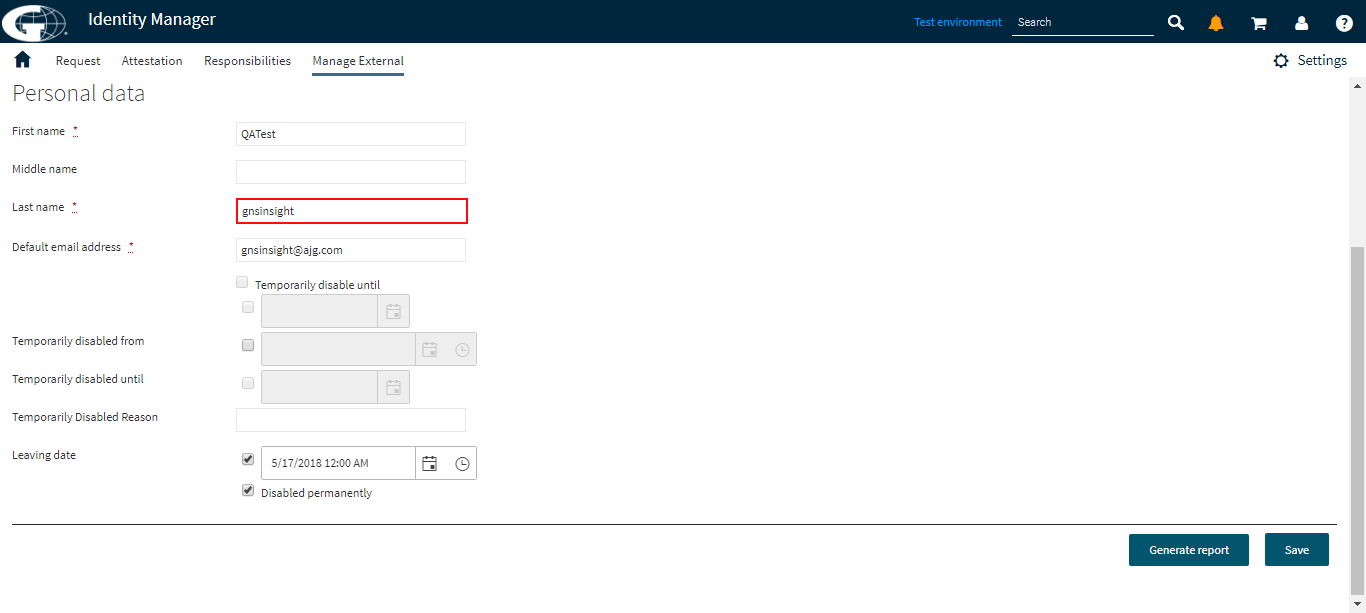 Identity Manager
Test environment
Search
Request Attestation Responsibilities Manage External
Settings
Personal data
First name *
QATest
Middle name
Last name *
gnsinsight
Default email address *
gnsinsight@ajg.com
Temporarily disable until
Temporarily disabled from
Temporarily disabled until
Temporarily Disabled Reason
Leaving date
5/17/2018 12:00 AM
Disabled permanently
Generate report
Save